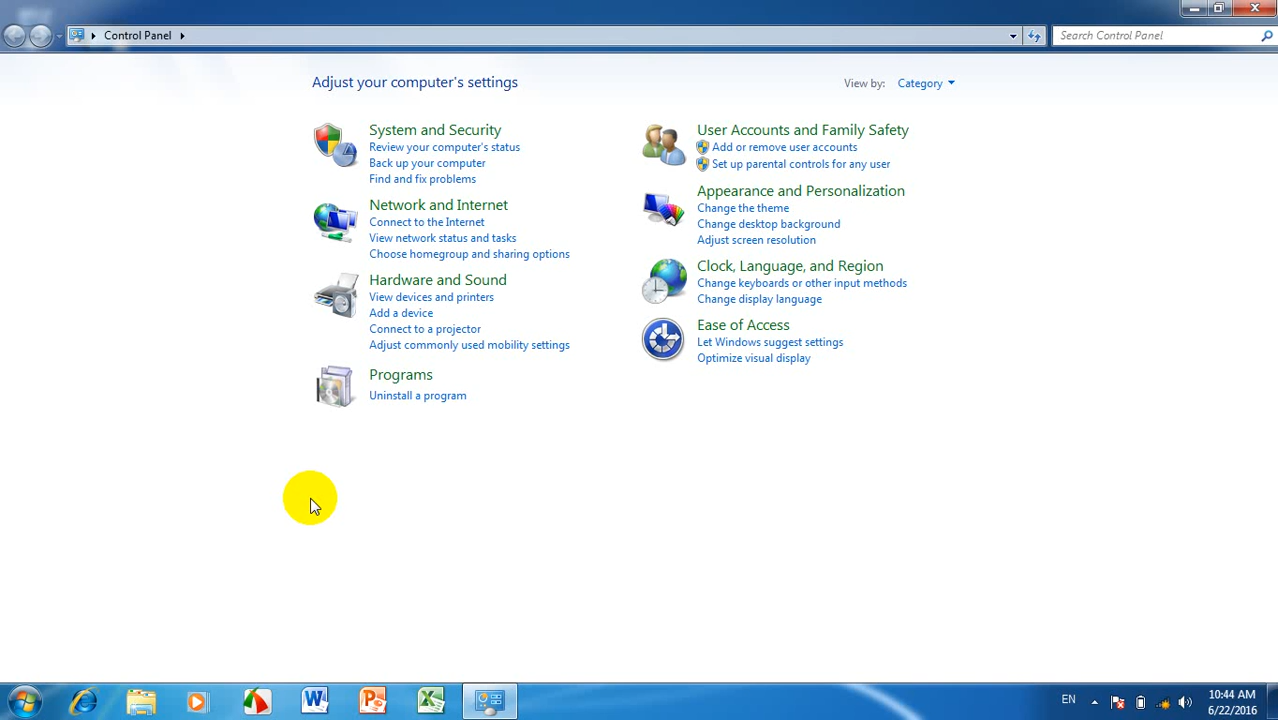 Control Panel
Search Control Panel
Adjust your computer's settings
View by: Category
System and Security
Review your computer's status
Back up your computer
Find and fix problems
Network and Internet
Connect to the Internet
View network status and tasks
Choose homegroup and sharing options
Hardware and Sound
View devices and printers
Add a device
Connect to a projector
Adjust commonly used mobility settings
Programs
Uninstall a program
User Accounts and Family Safety
Add or remove user accounts
Set up parental controls for any user
Appearance and Personalization
Change the theme
Change desktop background
Adjust screen resolution
Clock, Language, and Region
Change keyboards or other input methods
Change display language
Ease of Access
Let Windows suggest settings
Optimize visual display
EN
10:44 AM
6/22/2016